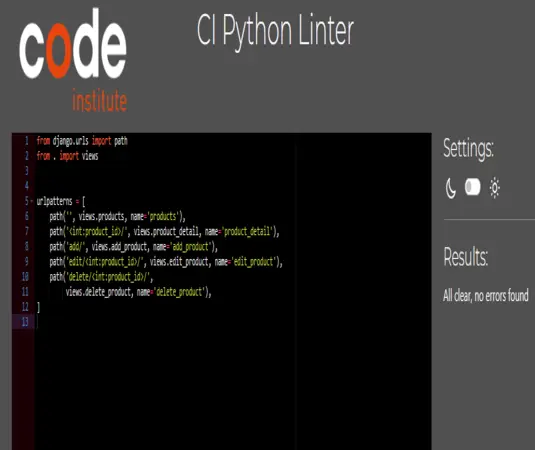 code
institute
CI Python Linter
1 from django.urls import path
2 from . import views
3
4
5 urlpatterns = [
6 path('', views.products, name='products'),
7 path('<int:product_id>/', views.product_detail, name='product_detail'),
8 path('add/', views.add_product, name='add_product'),
9 path('edit/<int:product_id>/', views.edit_product, name='edit_product'),
10 path('delete/<int:product_id>/',
11 views.delete_product, name='delete_product'),
12 ]
13
Settings:
Results:
All clear, no errors found